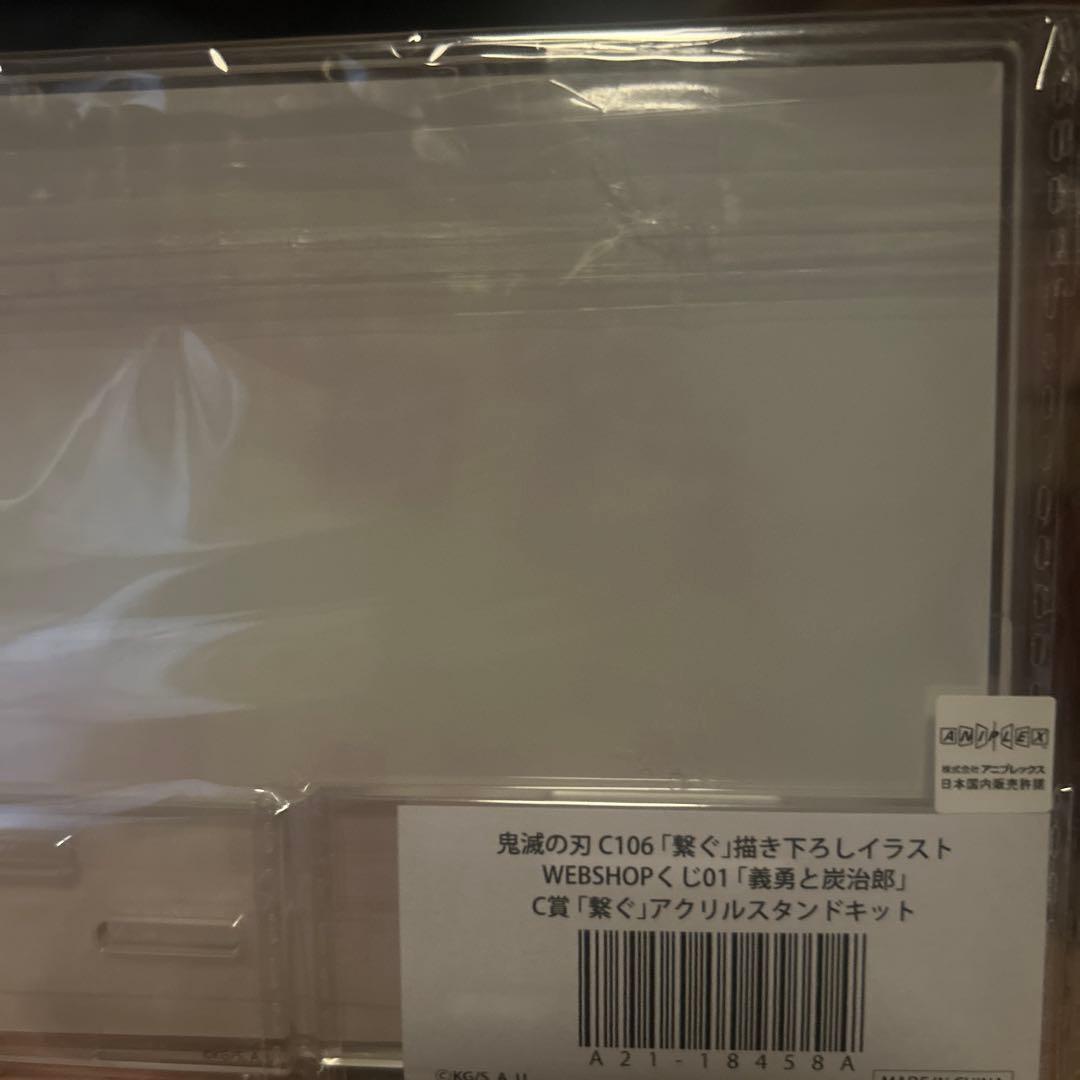 ANIPLEX
株式会社アニプレックス
日本国内販売許諾
鬼滅の刃 C106「繋ぐ」描き下ろしイラスト
WEBSHOPくじ01「義勇と炭治郎」
C賞「繋ぐ」アクリルスタンドキット
A21-18458A
©KG/S,A,U
MADE IN CHINA